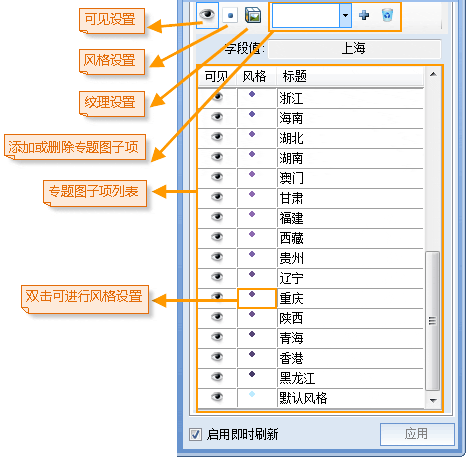 可见设置
风格设置
纹理设置
添加或删除专题图子项
专题图子项列表
双击可进行风格设置
字段值: 上海
可见 风格 标题
浙江
海南
湖北
湖南
澳门
甘肃
福建
西藏
贵州
辽宁
重庆
陕西
青海
香港
黑龙江
默认风格
启用即时刷新 应用